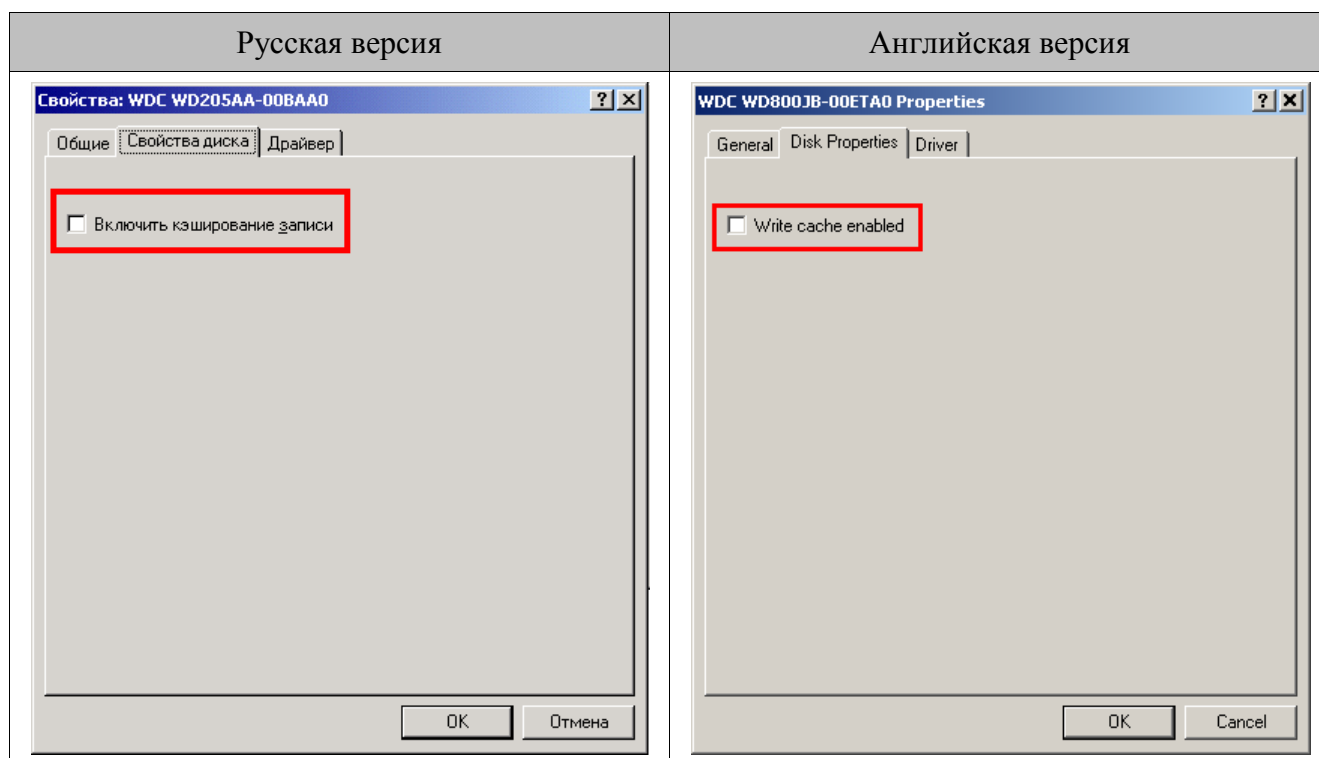 Русская версия
Английская версия
Свойства: WDC WD205AA-00BAA0
Общие Свойства диска Драйвер
Включить кэширование записи
OK Отмена
WDC WD800JB-00ETA0 Properties
General Disk Properties Driver
Write cache enabled
OK Cancel